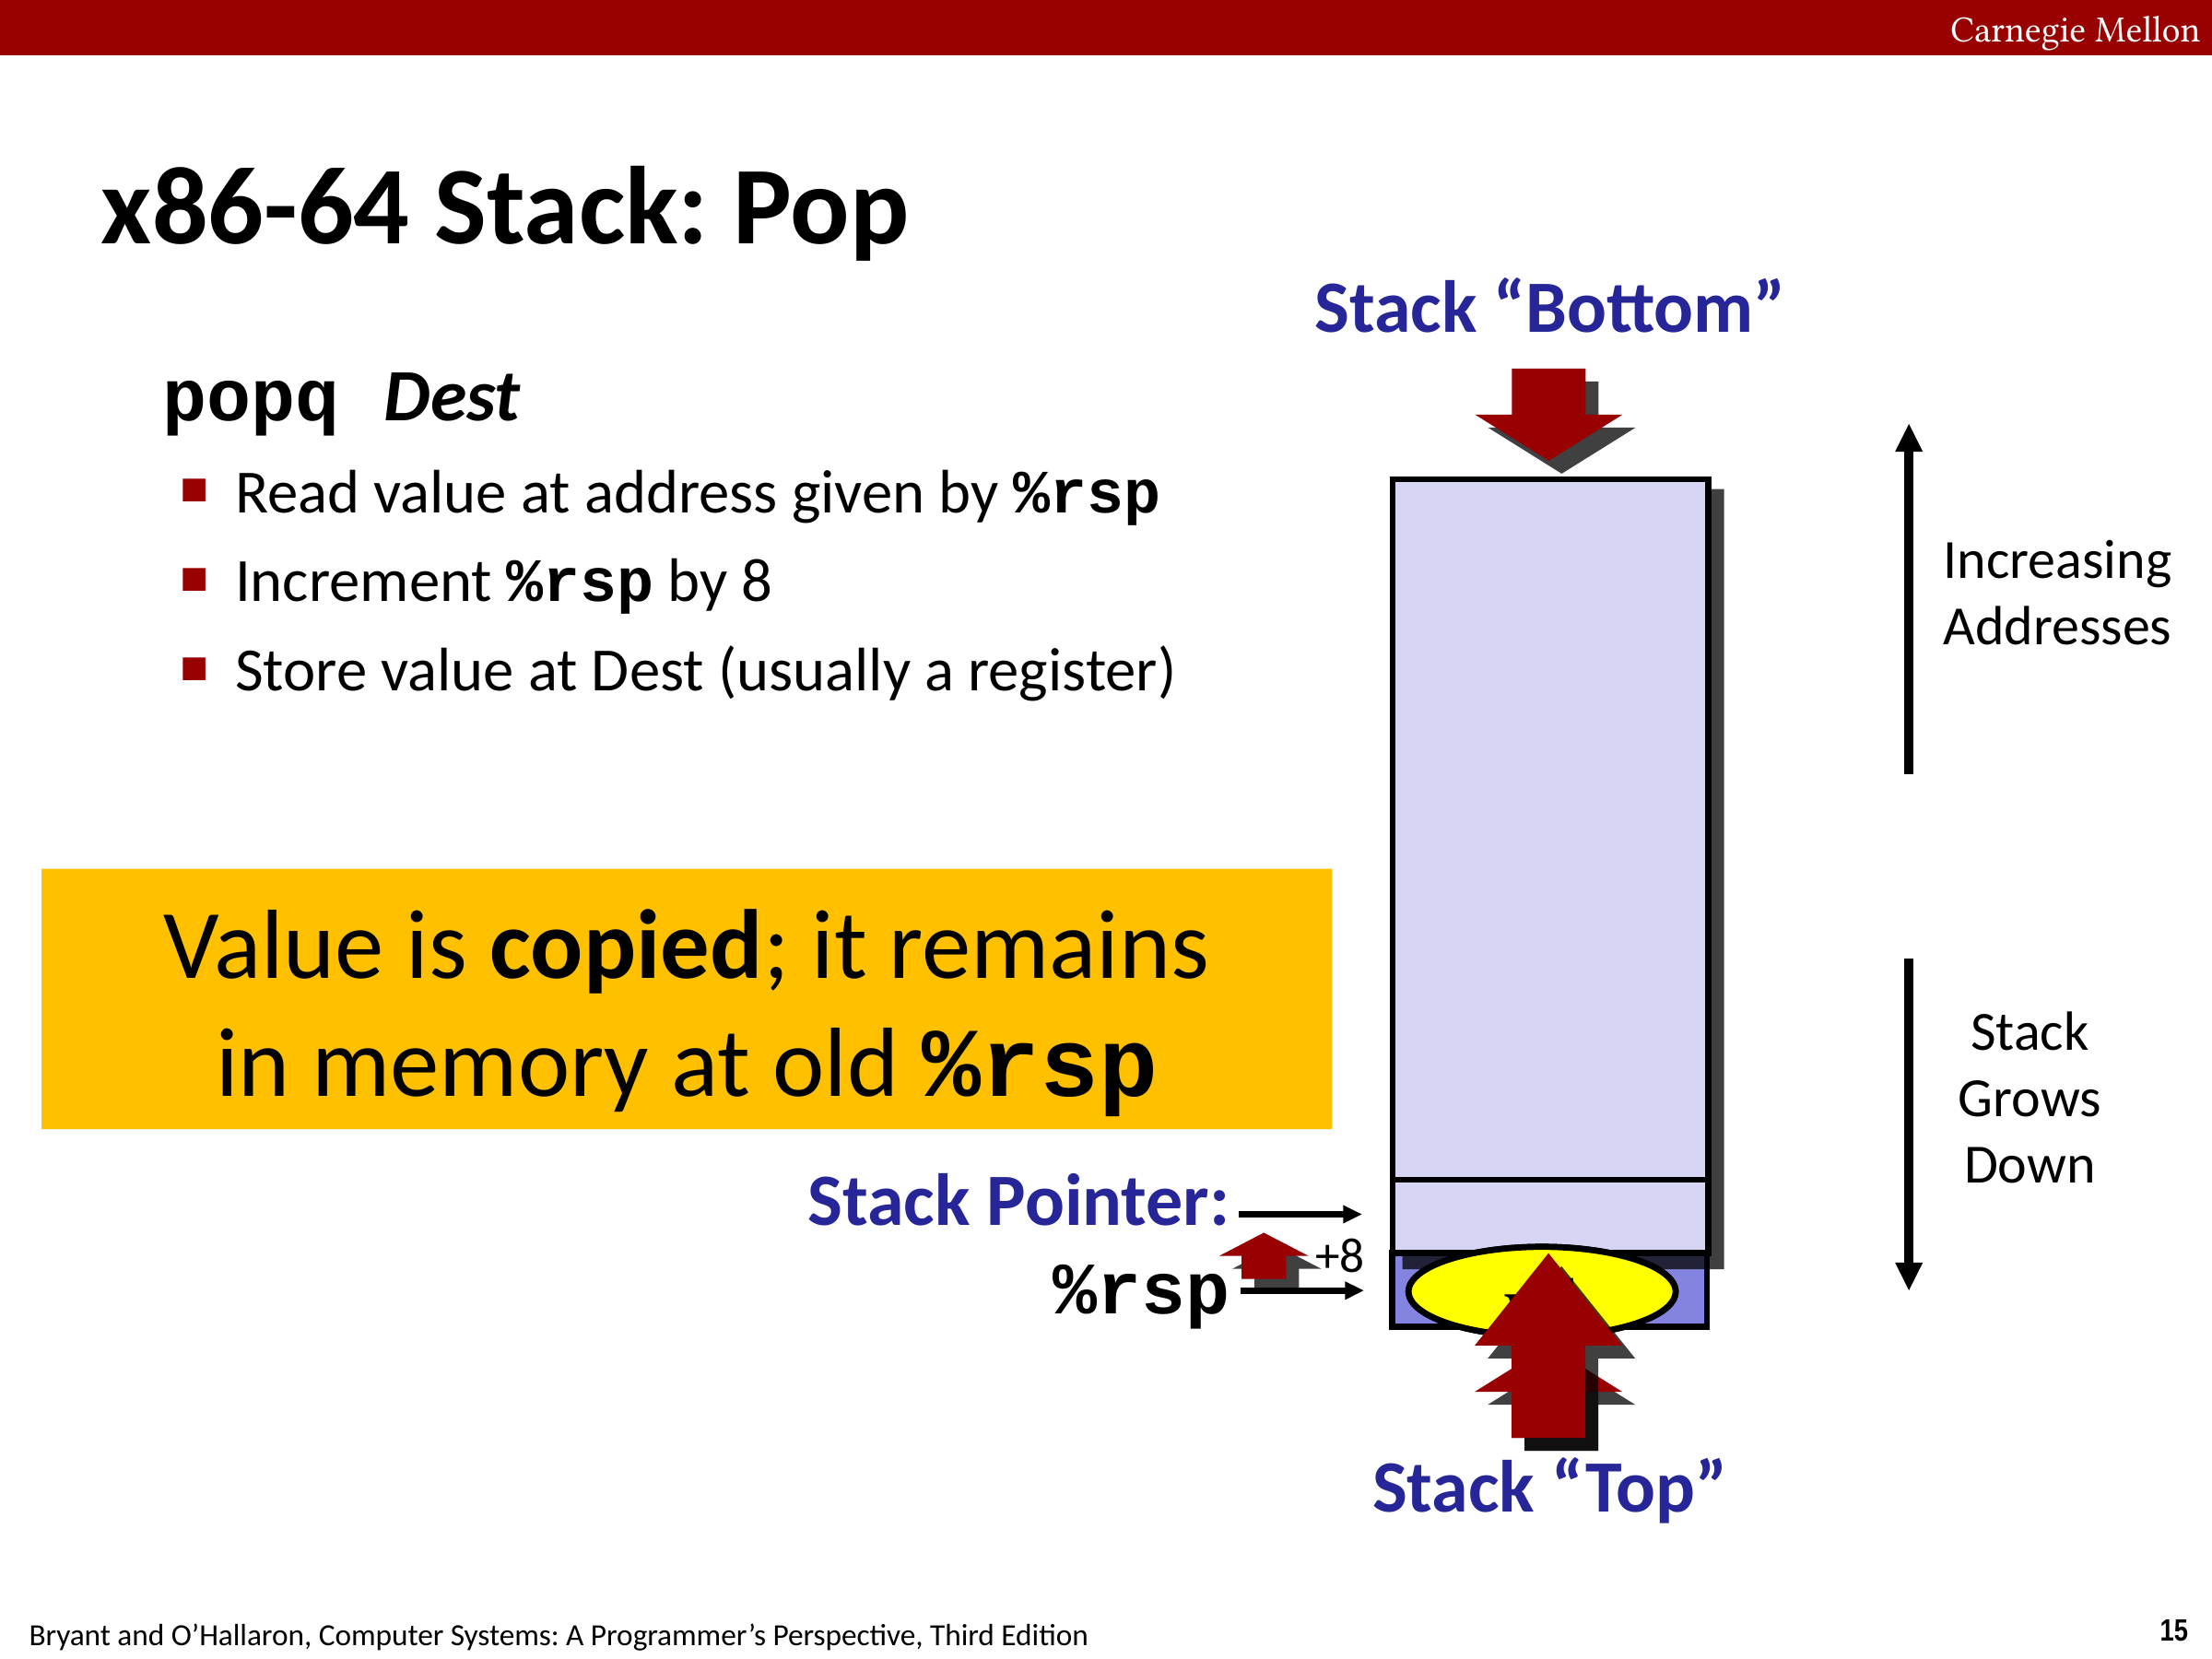 Carnegie Mellon
x86-64 Stack: Pop
popq Dest
Read value at address given by %rsp
Increment %rsp by 8
Store value at Dest (usually a register)
Value is copied; it remains
in memory at old %rsp
Stack “Bottom”
Increasing
Addresses
Stack
Grows
Down
Stack Pointer:
%rsp
+8
Stack “Top”
Bryant and O’Hallaron, Computer Systems: A Programmer’s Perspective, Third Edition
15